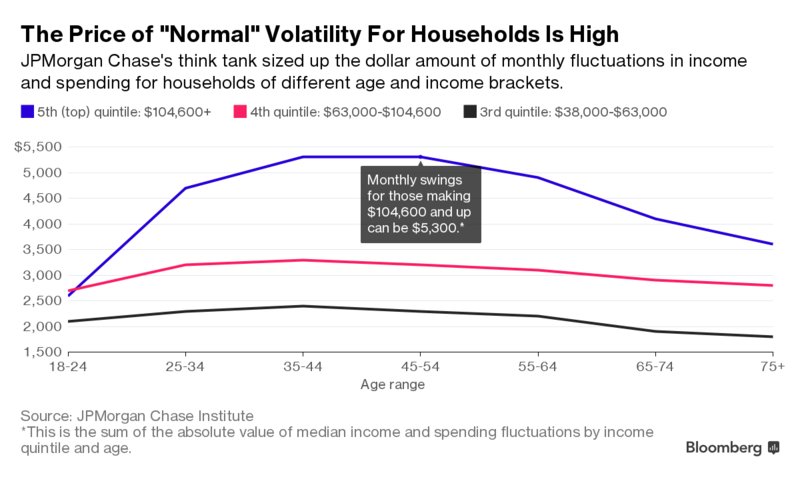 The Price of "Normal" Volatility For Households Is High
JPMorgan Chase's think tank sized up the dollar amount of monthly fluctuations in income
and spending for households of different age and income brackets.
5th (top) quintile: $104,600+ 4th quintile: $63,000-$104,600 3rd quintile: $38,000-$63,000
$5,500
5,000
4,500
4,000
3,500
3,000
2,500
2,000
1,500
Monthly swings
for those making
$104,600 and up
can be $5,300.*
18-24 25-34 35-44 45-54 55-64 65-74 75+
Age range
Source: JPMorgan Chase Institute
*This is the sum of the absolute value of median income and spending fluctuations by income
quintile and age.
Bloomberg